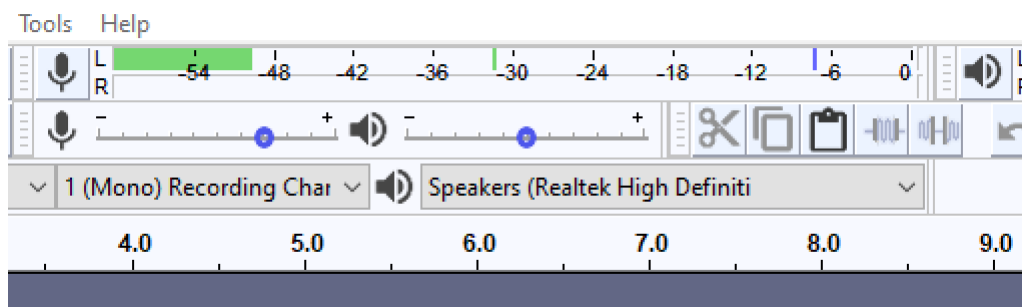 Tools Help
L
R
-54 -48 -42 -36 -30 -24 -18 -12 -6 0
- + - +
1 (Mono) Recording Char
Speakers (Realtek High Definiti
4.0 5.0 6.0 7.0 8.0 9.0